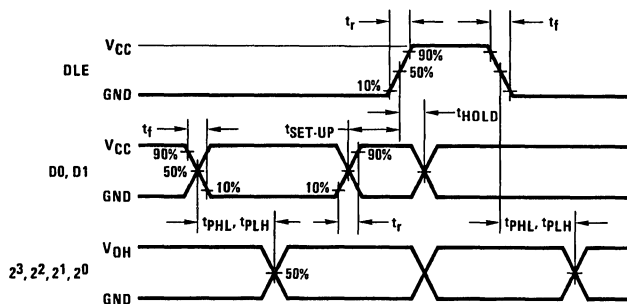 tr
tf
VCC
90%
DLE
50%
10%
GND
tHOLD
tf
tSET-UP
VCC
90%
90%
D0, D1
50%
10%
10%
GND
tPHL, tPLH
tr
tPHL, tPLH
VOH
2³, 2², 2¹, 2⁰
50%
GND